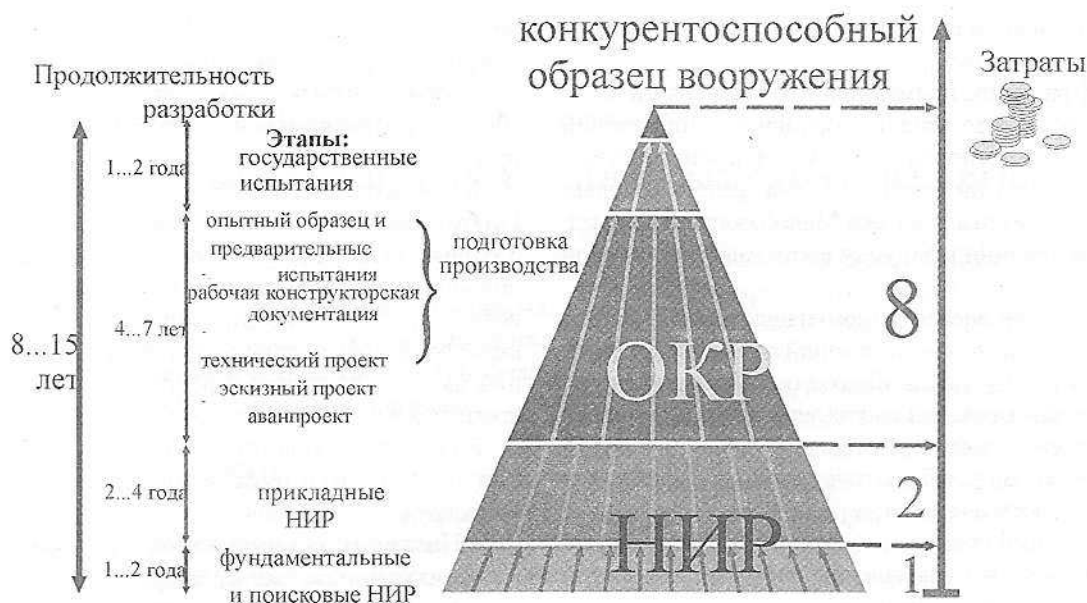 конкурентоспособный
образец вооружения
Затраты
Продолжительность
разработки
Этапы:
1...2 года
государственные
испытания
опытный образец и
предварительные
испытания
рабочая конструкторская
документация
подготовка
производства
4...7 лет
8...15
лет
технический проект
эскизный проект
аванпроект
ОКР
8
2...4 года
прикладные
НИР
НИР
2
1...2 года
фундаментальные
и поисковые НИР
1